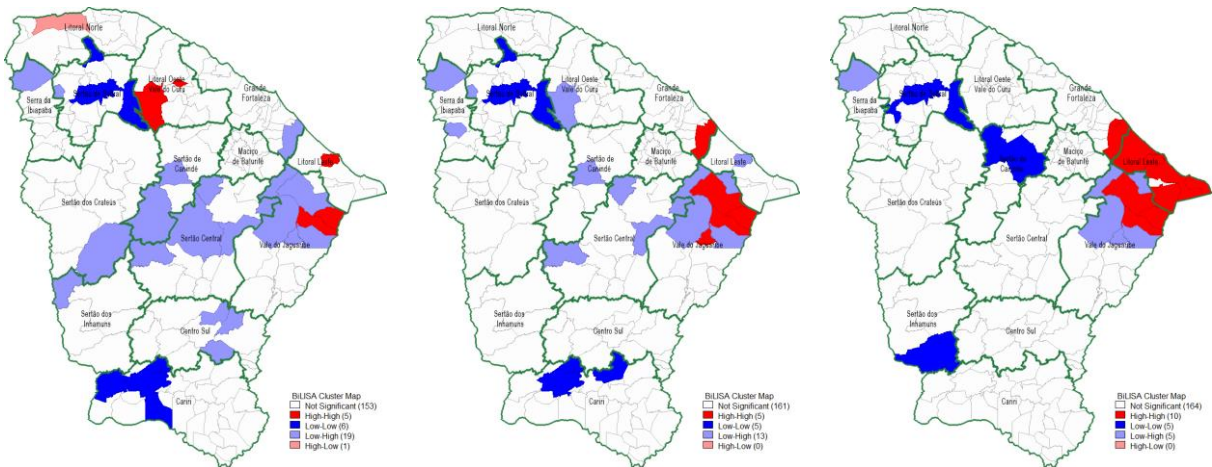 Litoral Norte
Litoral Oeste
Vale do Curu
Serra da
Ibiapaba
Grande
Fortaleza
Sertão de
Canindé
Maciço
de Baturité
Litoral Leste
Sertão dos Crateús
Sertão Central
Vale do Jaguaribe
Sertão dos
Inhamuns
Centro Sul
Cariri
BiLISA Cluster Map
Not Significant (153)
High-High (5)
Low-Low (6)
Low-High (19)
High-Low (1)
Litoral Norte
Litoral Oeste
Vale do Curu
Serra da
Ibiapaba
Grande
Fortaleza
Sertão de
Canindé
Maciço
de Baturité
Litoral Leste
Sertão dos Crateús
Sertão Central
Vale do Jaguaribe
Sertão dos
Inhamuns
Centro Sul
Cariri
BiLISA Cluster Map
Not Significant (161)
High-High (5)
Low-Low (5)
Low-High (13)
High-Low (0)
Litoral Norte
Litoral Oeste
Vale do Curu
Serra da
Ibiapaba
Grande
Fortaleza
Maciço
de Baturité
Litoral Leste
Sertão dos Crateús
Sertão Central
Vale do Jaguaribe
Sertão dos
Inhamuns
Centro Sul
Cariri
BiLISA Cluster Map
Not Significant (164)
High-High (10)
Low-Low (5)
Low-High (5)
High-Low (0)